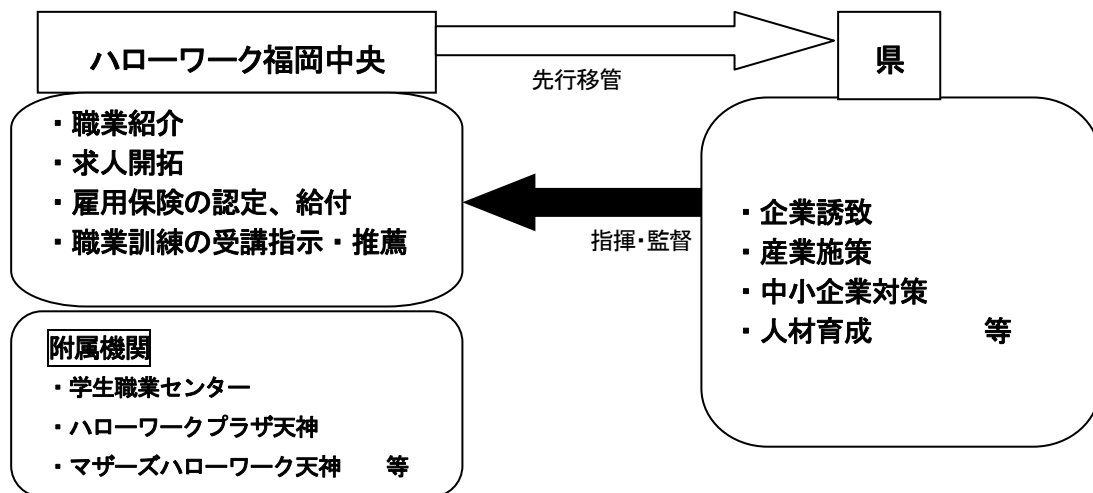 ハローワーク福岡中央
先行移管
県
・職業紹介
・求人開拓
・雇用保険の認定、給付
・職業訓練の受講指示・推薦
指揮・監督
・企業誘致
・産業施策
・中小企業対策
・人材育成　　　　等
附属機関
・学生職業センター
・ハローワークプラザ天神
・マザーズハローワーク天神　　等